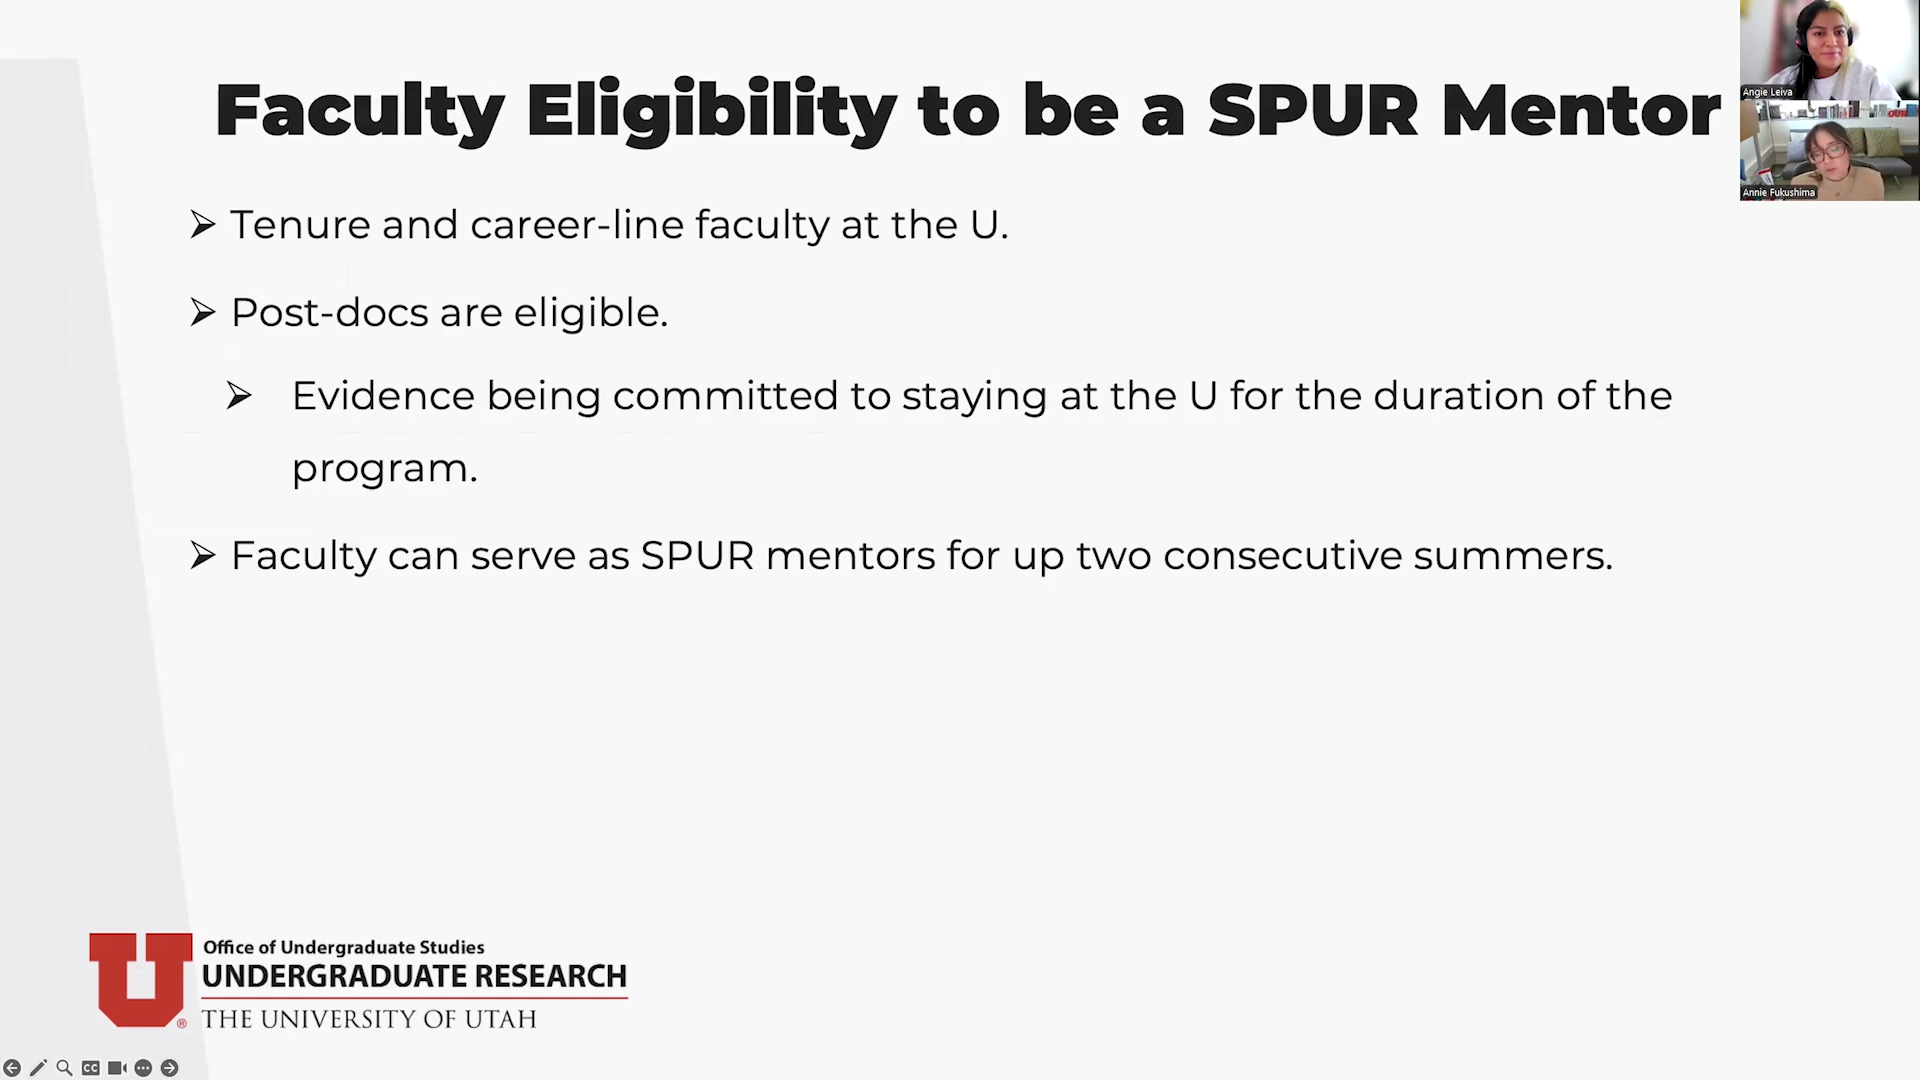 Faculty Eligibility to be a SPUR Mentor
Angie Leiva
Annie Fukushima
Tenure and career-line faculty at the U.
Post-docs are eligible.
Evidence being committed to staying at the U for the duration of the
program.
Faculty can serve as SPUR mentors for up two consecutive summers.
U
Office of Undergraduate Studies
UNDERGRADUATE RESEARCH
®
THE UNIVERSITY OF UTAH
CC